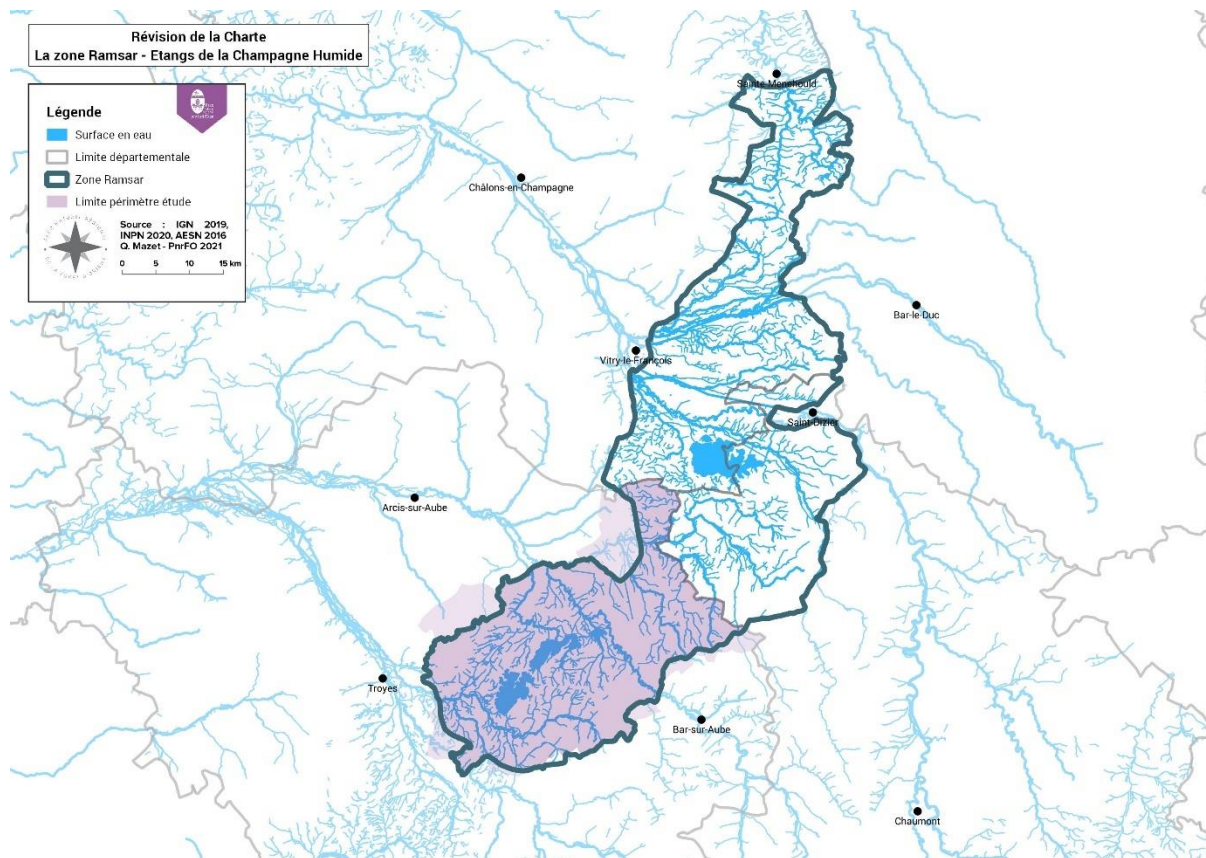 Révision de la Charte
La zone Ramsar - Etangs de la Champagne Humide
Légende
Surface en eau
Limite départementale
Zone Ramsar
Limite périmètre étude
Source : IGN 2019,
INPN 2020, AESN 2016
Q. Mazet - PnrFO 2021
0 5 10 15 km
Sainte Menehould
Châlons-en-Champagne
Bar-le-Duc
Vitry-le-François
Saint-Dizier
Arcis-sur-Aube
Troyes
Bar-sur-Aube
Chaumont